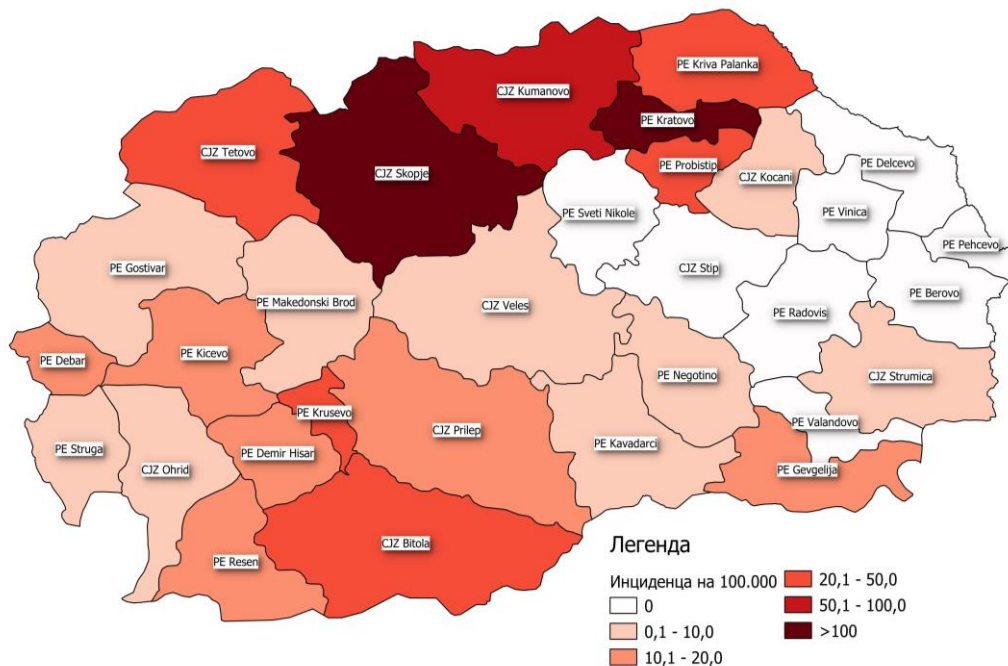 PE Kriva Palanka
CJZ Kumanovo
PE Kratovo
CJZ Tetovo
PE Probistip
PE Delcevo
CJZ Skopje
CJZ Kocani
PE Vinica
PE Sveti Nikole
PE Pehcevo
PE Gostivar
CJZ Stip
PE Berovo
PE Makedonski Brod
CJZ Veles
PE Radovis
PE Debar
PE Kicevo
PE Negotino
CJZ Strumica
PE Krusevo
PE Valandovo
CJZ Prilep
PE Struga
PE Kavadarci
PE Demir Hisar
CJZ Ohrid
PE Gevgelija
CJZ Bitola
PE Resen
Легенда
Инциденца на 100.000
0
0,1 - 10,0
10,1 - 20,0
20,1 - 50,0
50,1 - 100,0
>100